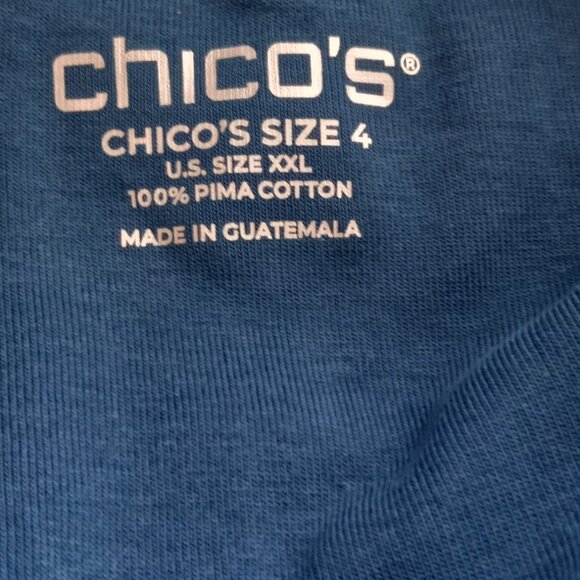 chico's®
CHICO'S SIZE 4
U.S. SIZE XXL
100% PIMA COTTON
MADE IN GUATEMALA